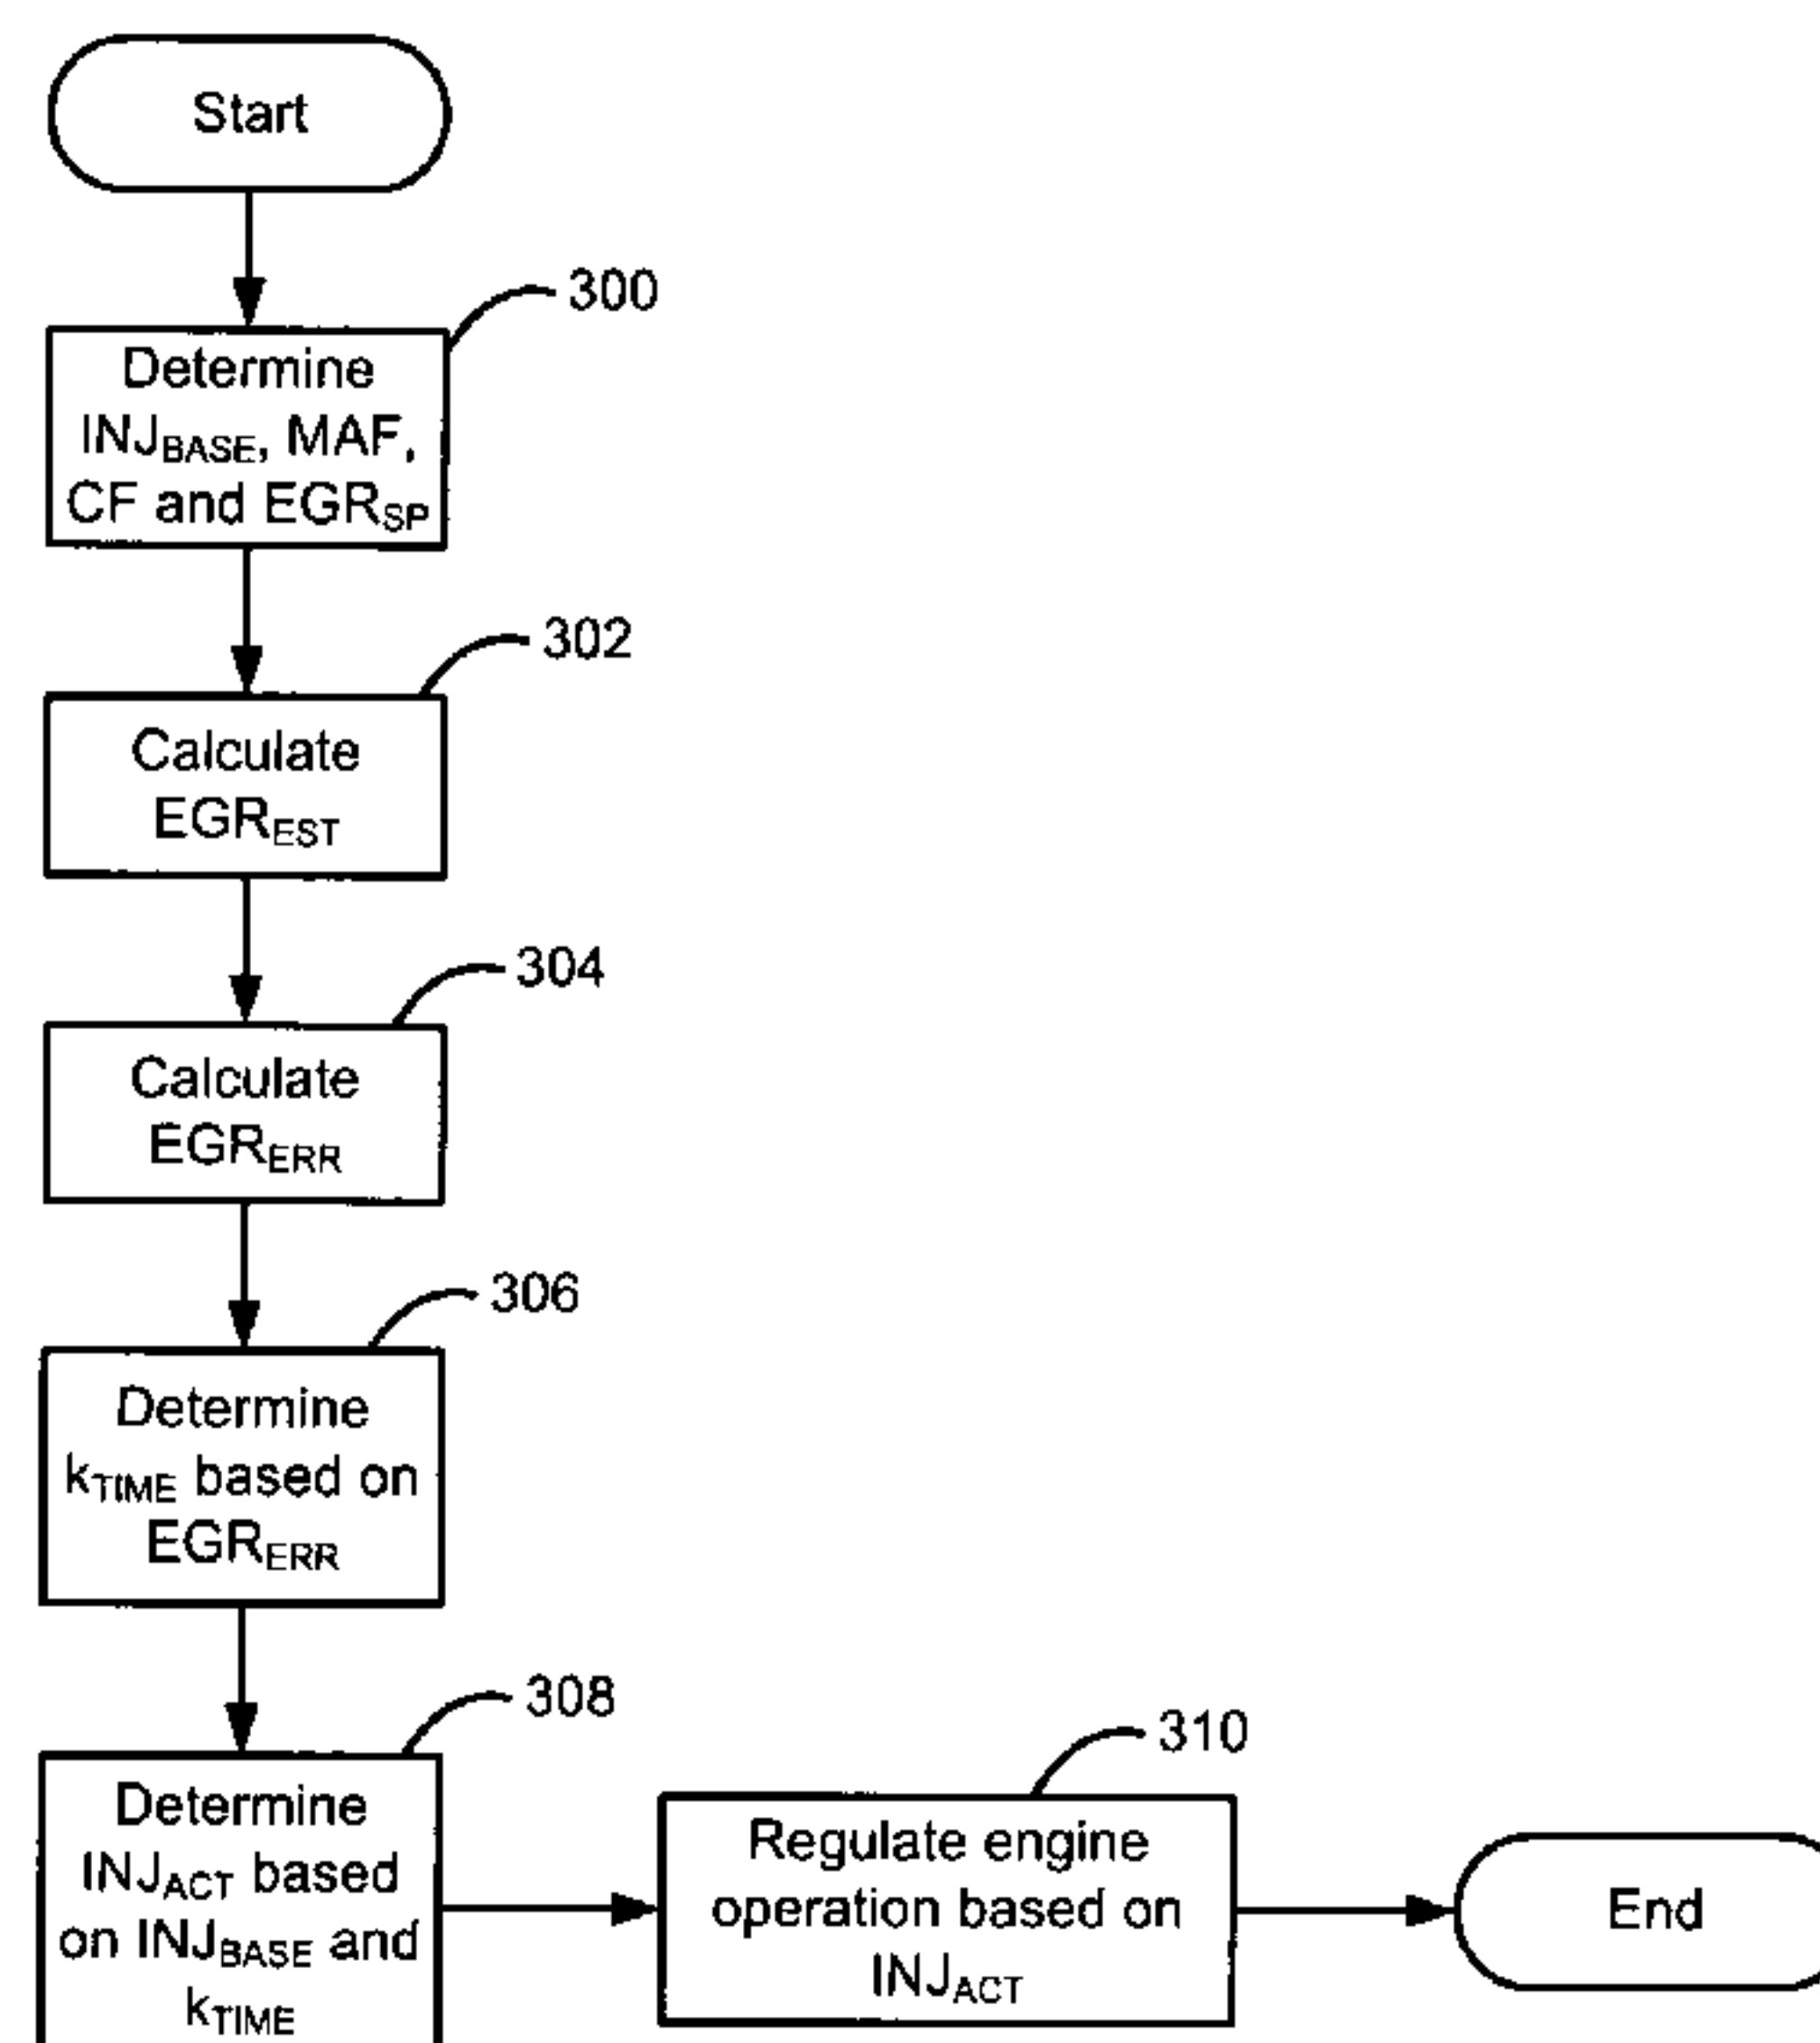 Start
300
Determine
INJBASE, MAF,
CF and EGRSP
302
Calculate
EGREST
304
Calculate
EGRERR
306
Determine
kTIME based on
EGRERR
308
Determine
INJACT based
on INJBASE and
kTIME
310
Regulate engine
operation based on
INJACT
End